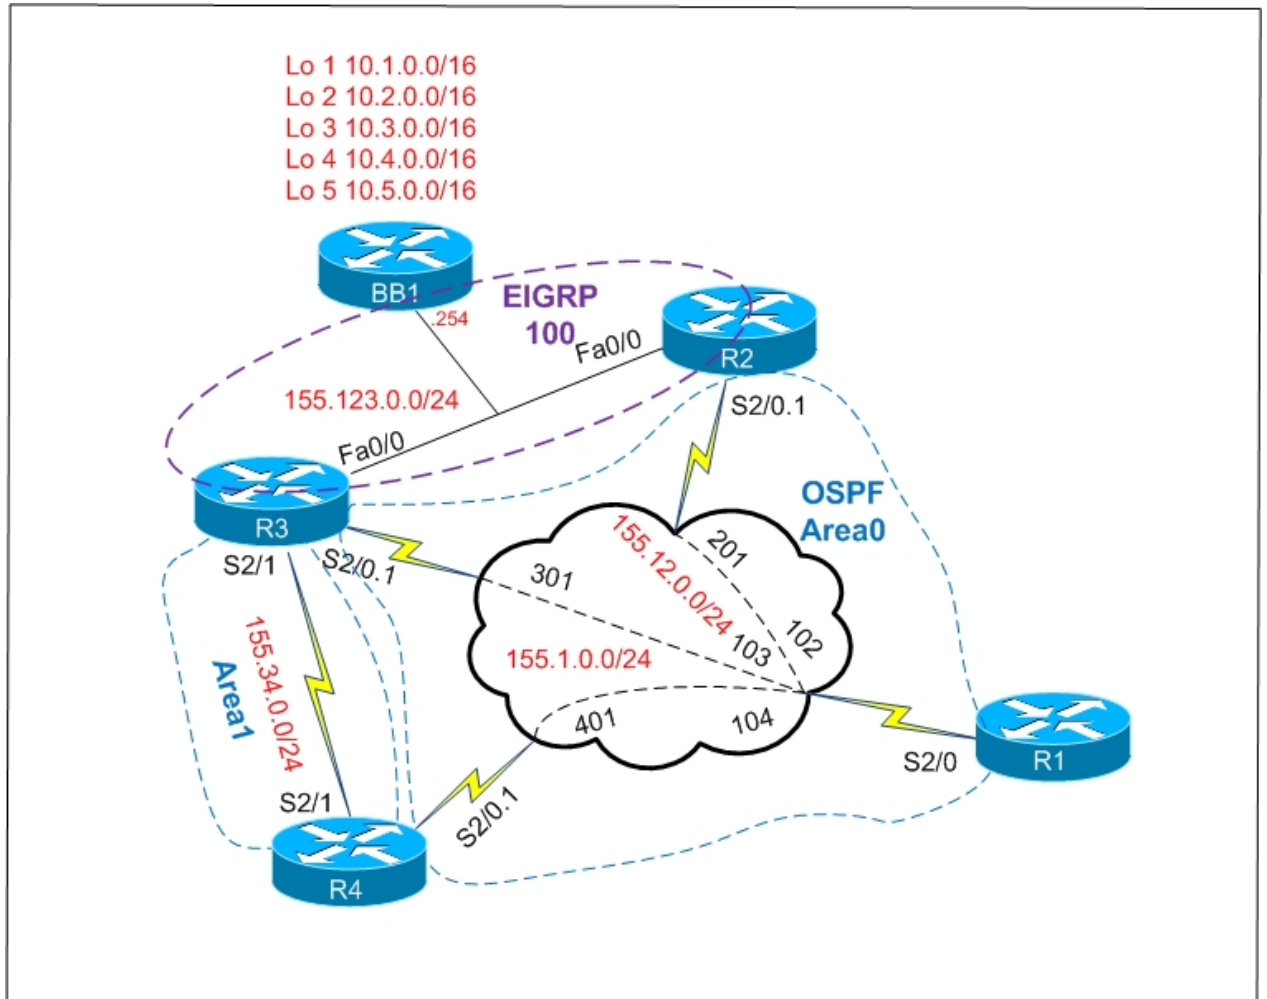 Lo 1 10.1.0.0/16
Lo 2 10.2.0.0/16
Lo 3 10.3.0.0/16
Lo 4 10.4.0.0/16
Lo 5 10.5.0.0/16
BB1
.254
EIGRP
100
R2
Fa0/0
155.123.0.0/24
Fa0/0
S2/0.1
R3
OSPF
Area0
S2/1
S2/0.1
301
201
155.12.0.0/24
102
103
155.1.0.0/24
155.34.0.0/24
Area1
401
104
S2/0
R1
S2/1
S2/0.1
R4